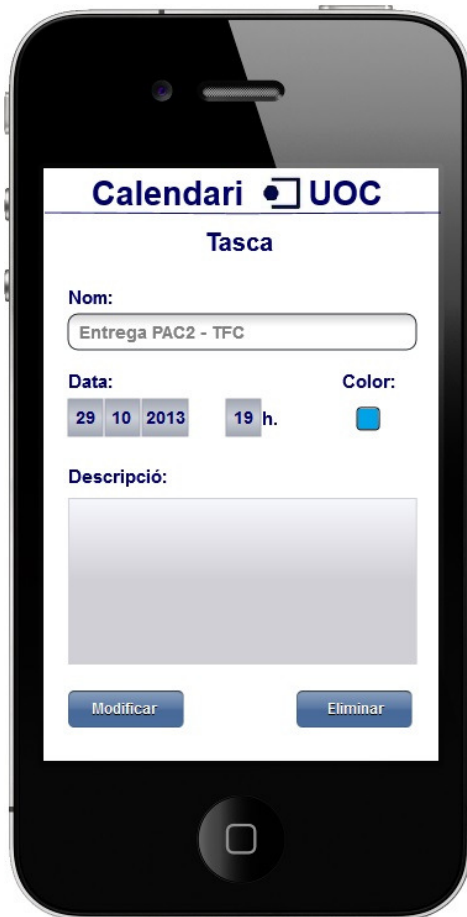 Calendari UOC
Tasca
Nom:
Entrega PAC2 - TFC
Data: Color:
29 10 2013 19 h.
Descripció:
Modificar Eliminar